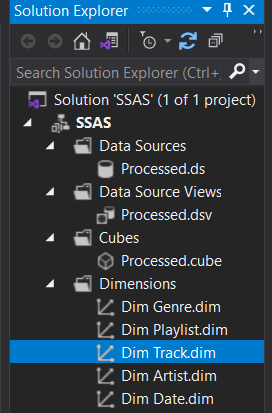 Solution Explorer
Search Solution Explorer (Ctrl+
Solution 'SSAS' (1 of 1 project)
SSAS
Data Sources
Processed.ds
Data Source Views
Processed.dsv
Cubes
Processed.cube
Dimensions
Dim Genre.dim
Dim Playlist.dim
Dim Track.dim
Dim Artist.dim
Dim Date.dim